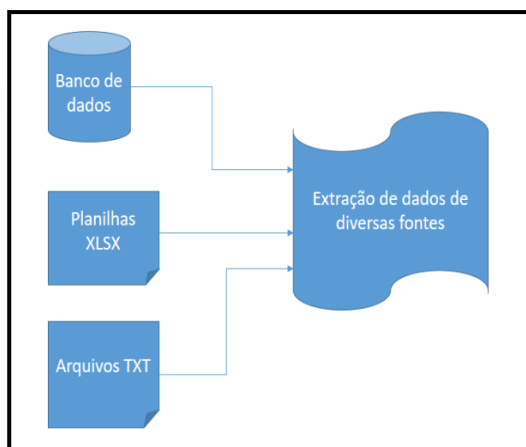 Banco de
dados
Planilhas
XLSX
Arquivos TXT
Extração de dados de
diversas fontes